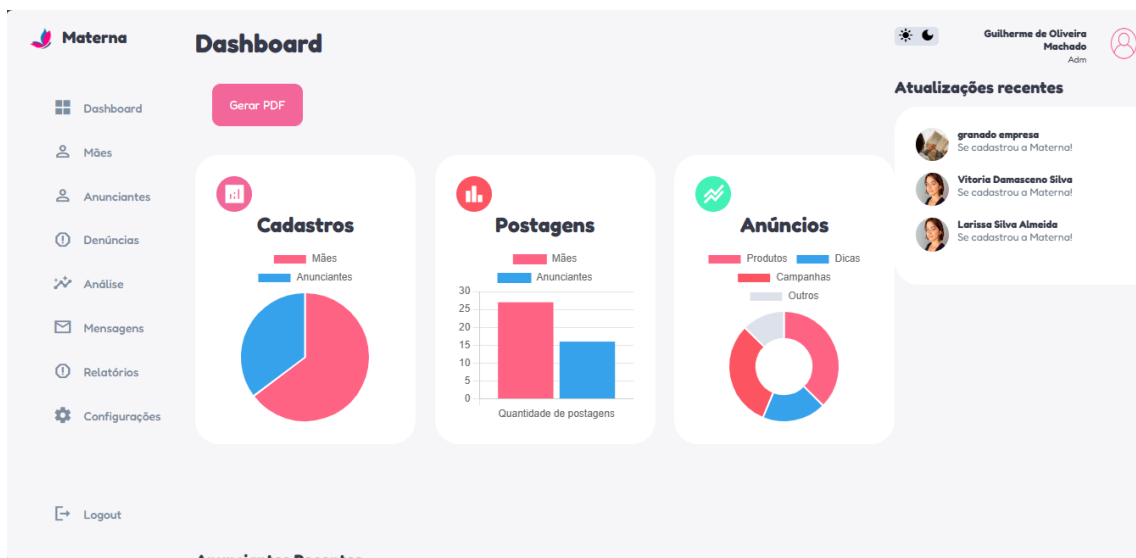 Materna
Dashboard
Guilherme de Oliveira
Machado
Adm
Gerar PDF
Atualizações recentes
Dashboard
Mães
Anunciantes
Denúncias
Análise
Mensagens
Relatórios
Configurações
Logout
Cadastros
Mães
Anunciantes
Postagens
Mães
Anunciantes
30
25
20
15
10
5
0
Quantidade de postagens
Anúncios
Produtos Dicas
Campanhas
Outros
granado empresa
Se cadastrou a Materna!
Vitoria Damasceno Silva
Se cadastrou a Materna!
Larissa Silva Almeida
Se cadastrou a Materna!
Anunciantes Recentes